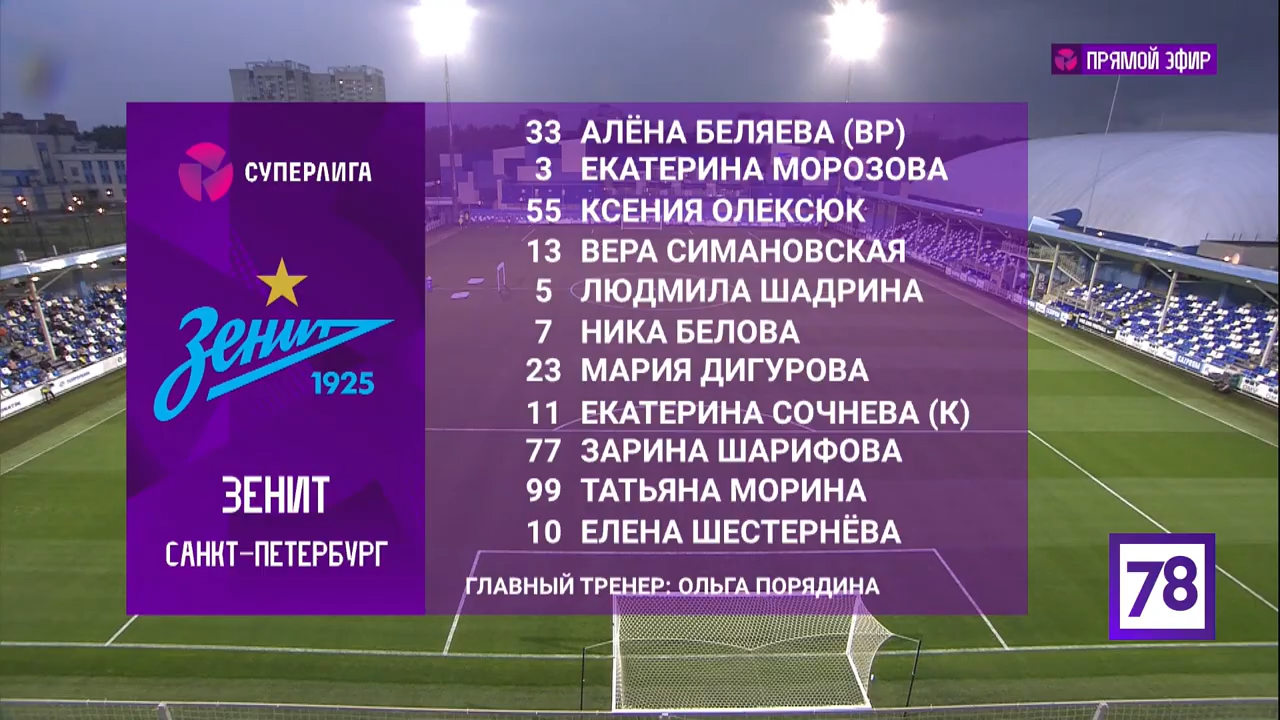 ПРЯМОЙ ЭФИР
СУПЕРЛИГА
Зенит
1925
ЗЕНИТ
САНКТ-ПЕТЕРБУРГ
33 АЛЁНА БЕЛЯЕВА (ВР)
3 ЕКАТЕРИНА МОРОЗОВА
55 КСЕНИЯ ОЛЕКСЮК
13 ВЕРА СИМАНОВСКАЯ
5 ЛЮДМИЛА ШАДРИНА
7 НИКА БЕЛОВА
23 МАРИЯ ДИГУРОВА
11 ЕКАТЕРИНА СОЧНЕВА (К)
77 ЗАРИНА ШАРИФОВА
99 ТАТЬЯНА МОРИНА
10 ЕЛЕНА ШЕСТЕРНЁВА
ГЛАВНЫЙ ТРЕНЕР: ОЛЬГА ПОРЯДИНА
78